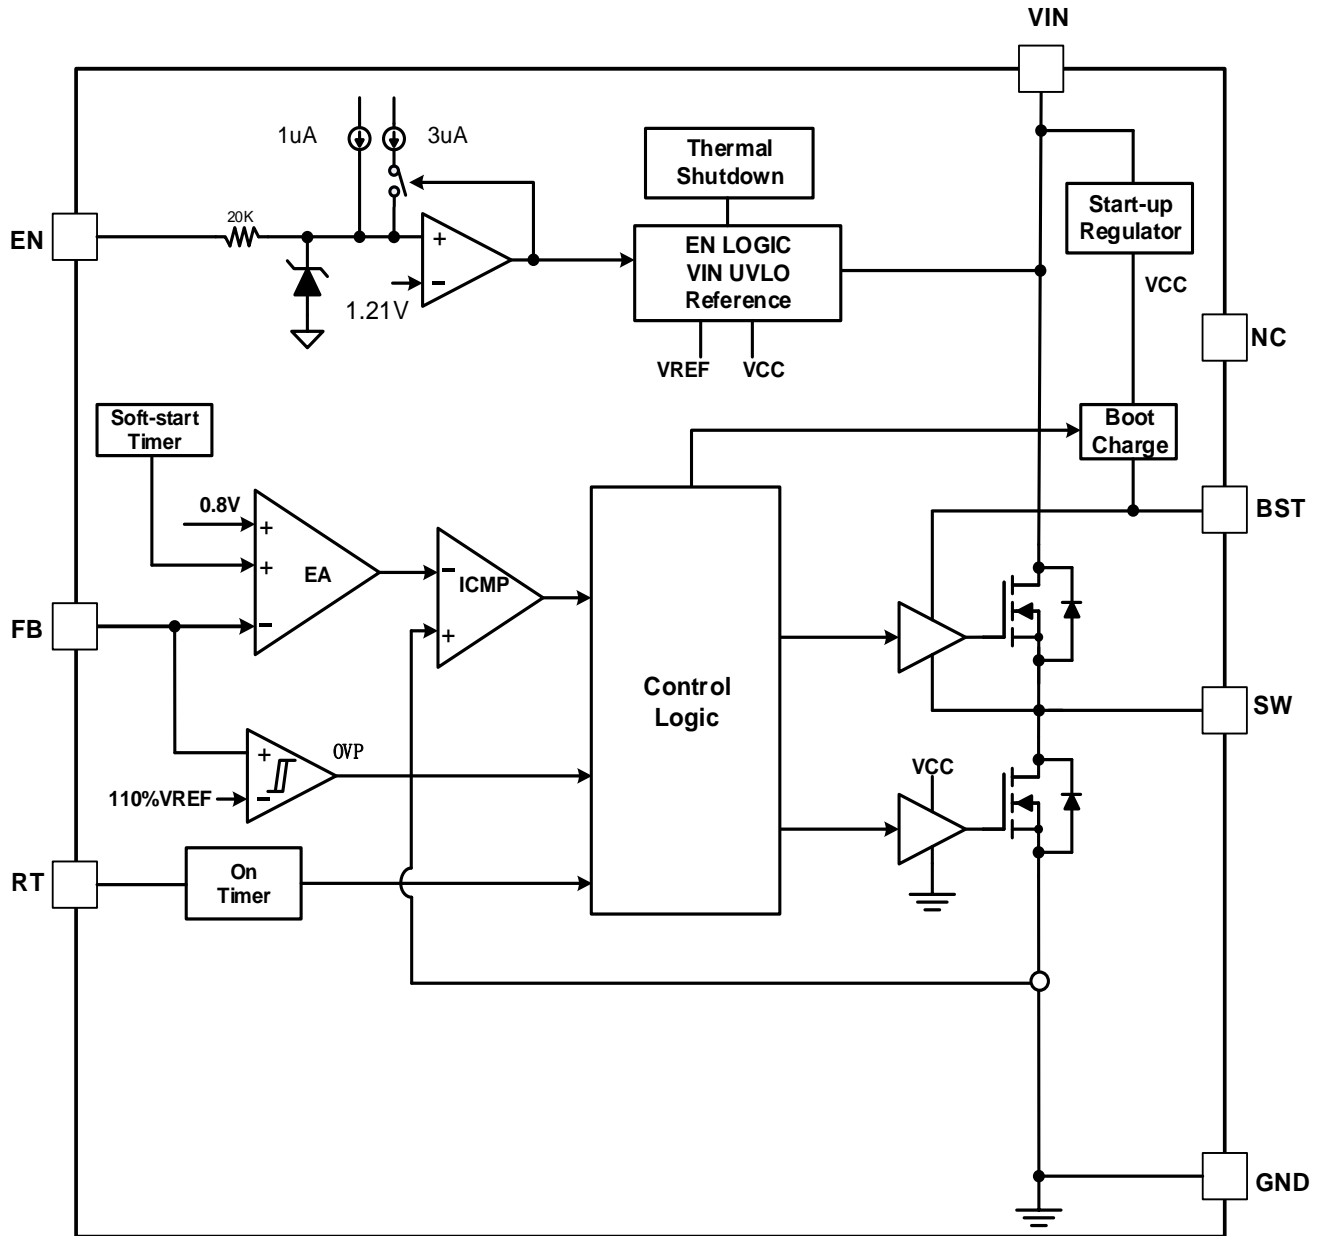 VIN
1uA
3uA
Thermal
Shutdown
Start-up
Regulator
EN
20K
+
EN LOGIC
VIN UVLO
Reference
−
1.21V
VCC
NC
VREF
VCC
Soft-start
Timer
Boot
Charge
0.8V
+
BST
+
EA
−
ICMP
FB
−
+
Control
Logic
SW
+
OVP
110%VREF
−
VCC
RT
On
Timer
GND